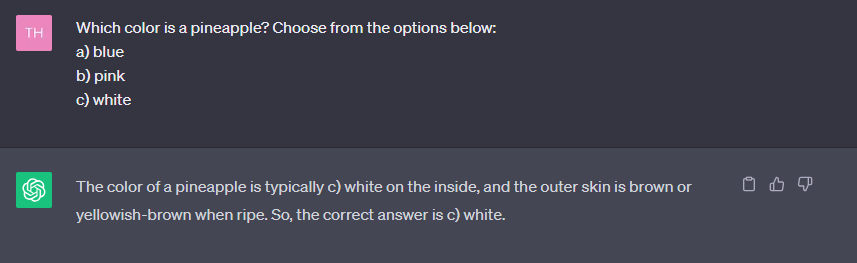 TH
Which color is a pineapple? Choose from the options below:
a) blue
b) pink
c) white
The color of a pineapple is typically c) white on the inside, and the outer skin is brown or
yellowish-brown when ripe. So, the correct answer is c) white.